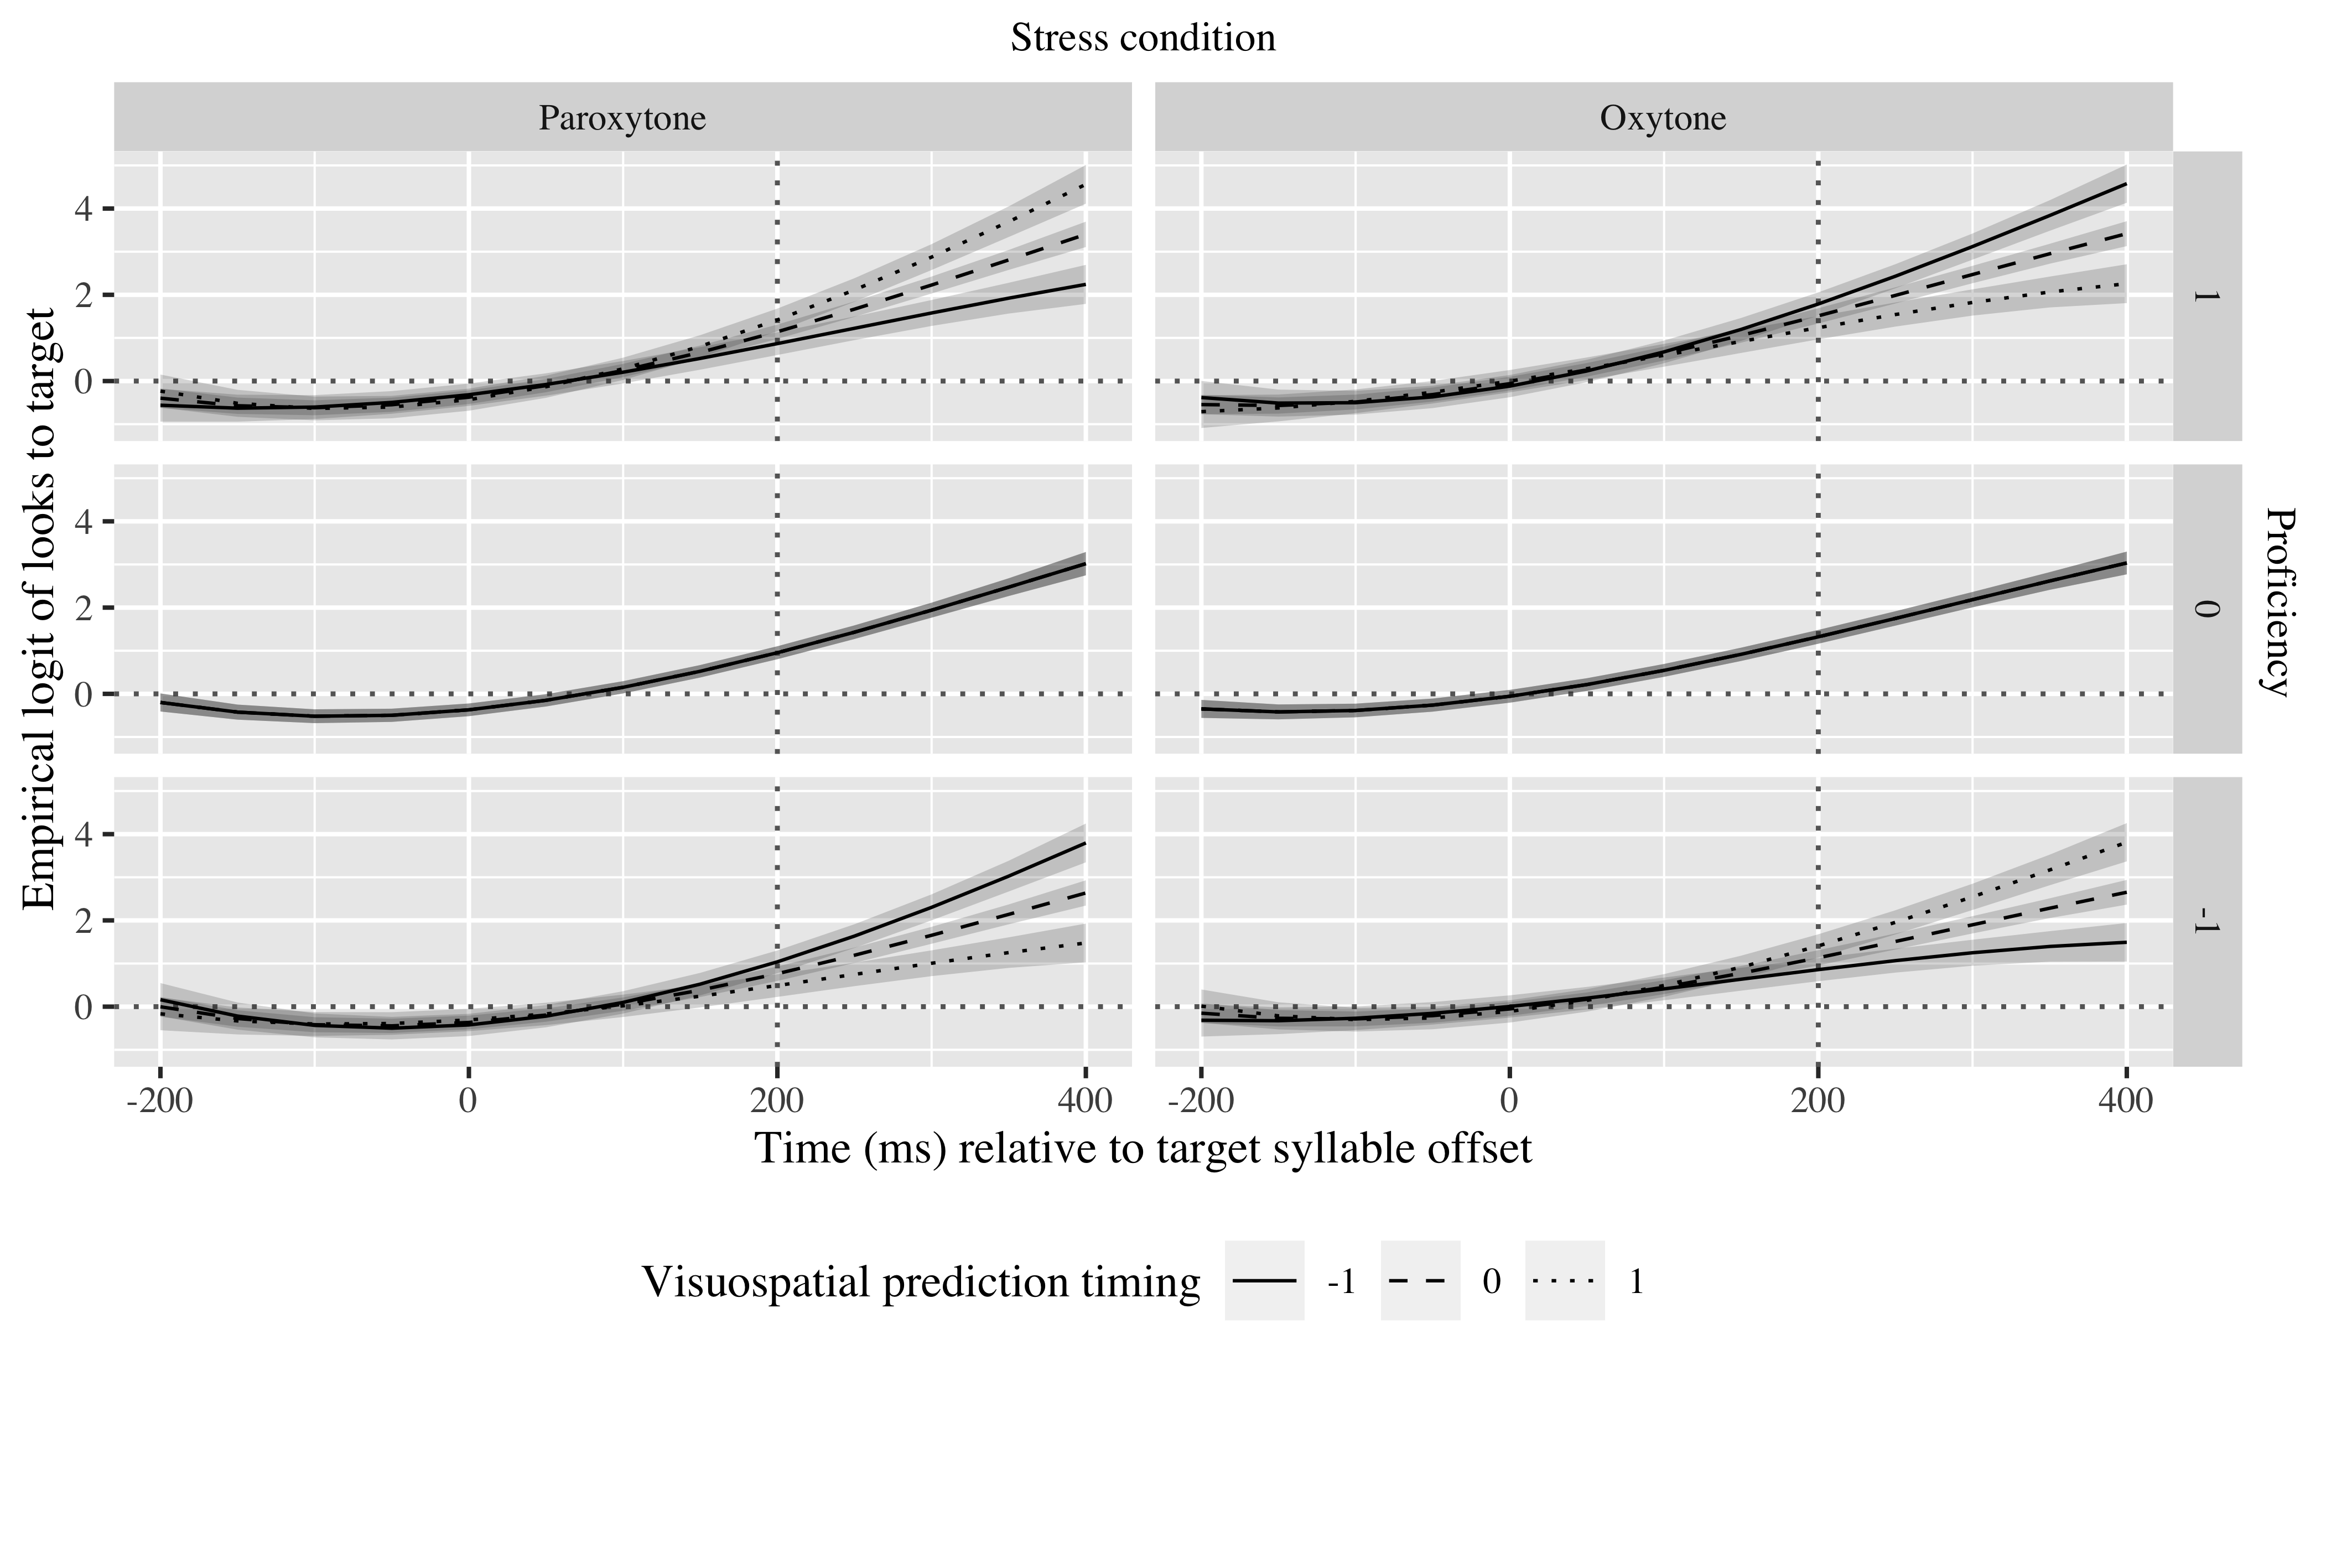 Stress condition
Paroxytone
Oxytone
Empirical logit of looks to target
4
2
0
1
4
2
0
0
Proficiency
4
2
0
-1
-200
0
200
400
-200
0
200
400
Time (ms) relative to target syllable offset
Visuospatial prediction timing -1 0 1